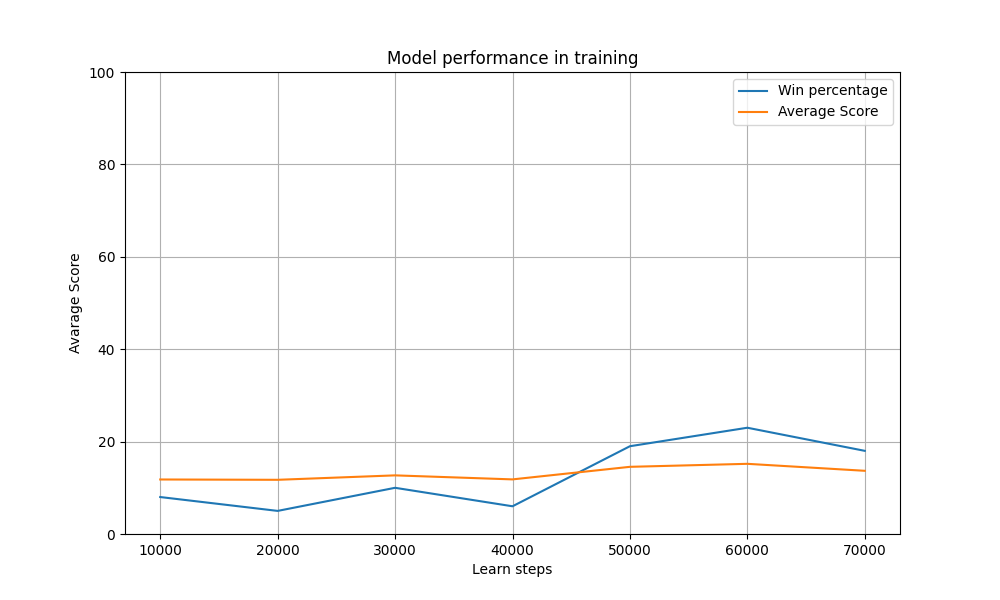 Model performance in training
Win percentage
Average Score
Avarage Score
100
80
60
40
20
0
10000 20000 30000 40000 50000 60000 70000
Learn steps